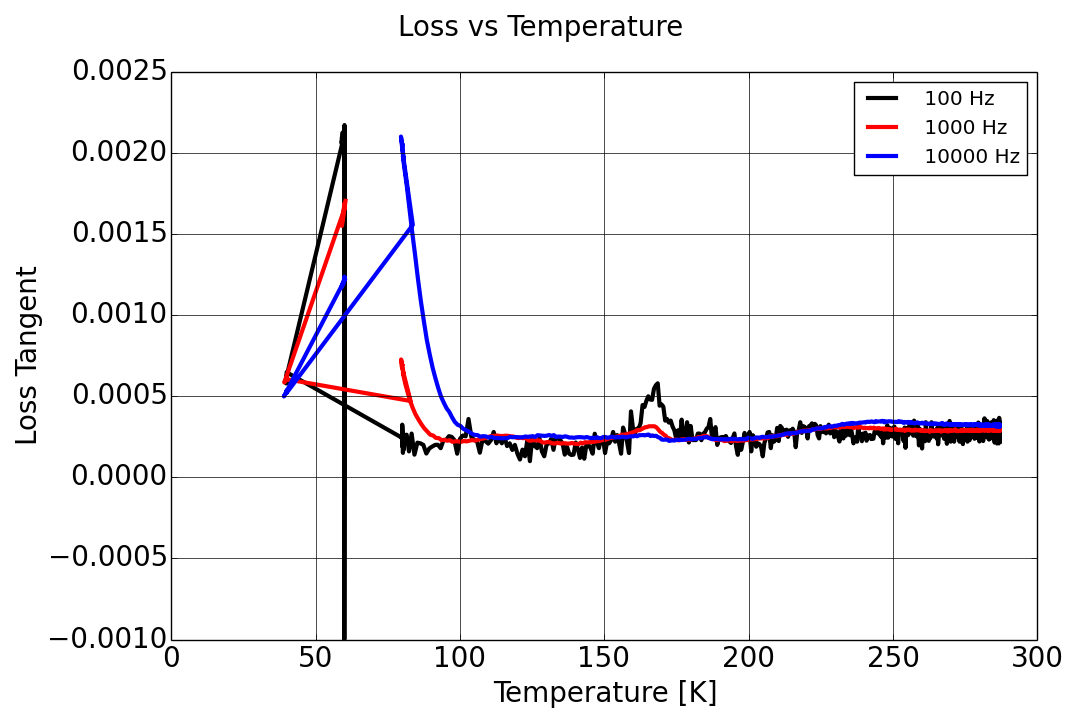 Loss vs Temperature
0.0025
0.0020
0.0015
0.0010
0.0005
0.0000
−0.0005
−0.0010
Loss Tangent
100 Hz
1000 Hz
10000 Hz
0 50 100 150 200 250 300
Temperature [K]